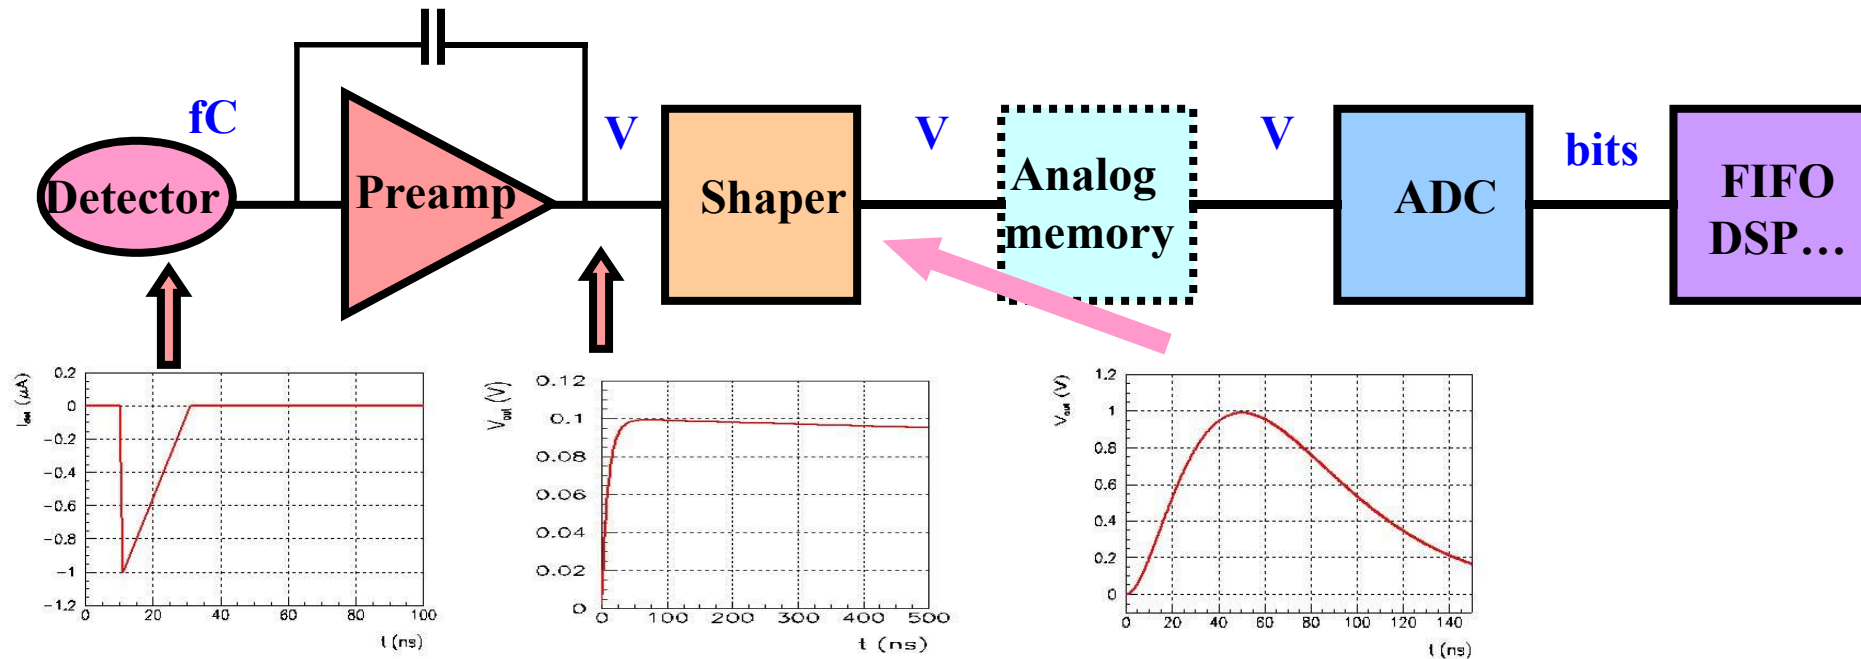 fC
V
V
V
bits
Detector
Preamp
Shaper
Analog
memory
ADC
FIFO
DSP…
I_det (μA)
0.2
0
−0.2
−0.4
−0.6
−0.8
−1
−1.2
0
20
40
60
80
100
t (ns)
V_out (V)
0.12
0.1
0.08
0.06
0.04
0.02
0
0
100
200
300
400
500
t (ns)
V_out (V)
1.2
1
0.8
0.6
0.4
0.2
0
0
20
40
60
80
100
120
140
t (ns)